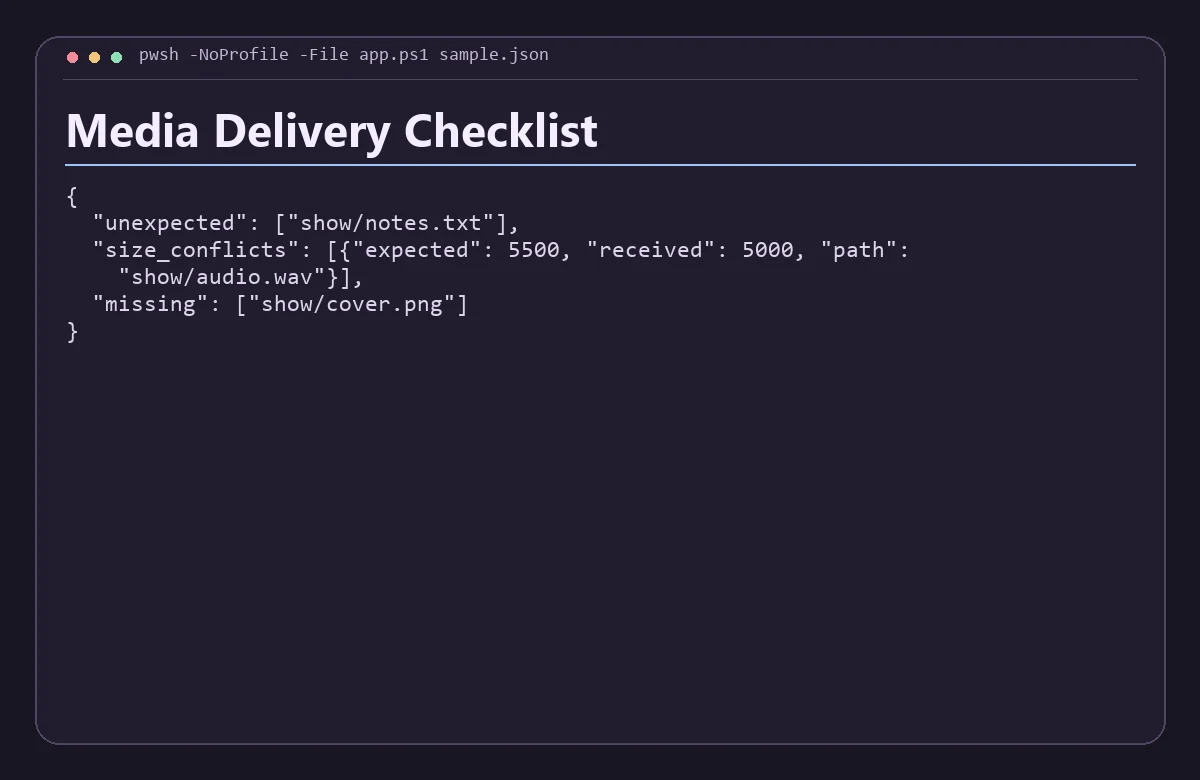 pwsh -NoProfile -File app.ps1 sample.json
Media Delivery Checklist
{
  "unexpected": ["show/notes.txt"],
  "size_conflicts": [{"expected": 5500, "received": 5000, "path":
    "show/audio.wav"}],
  "missing": ["show/cover.png"]
}